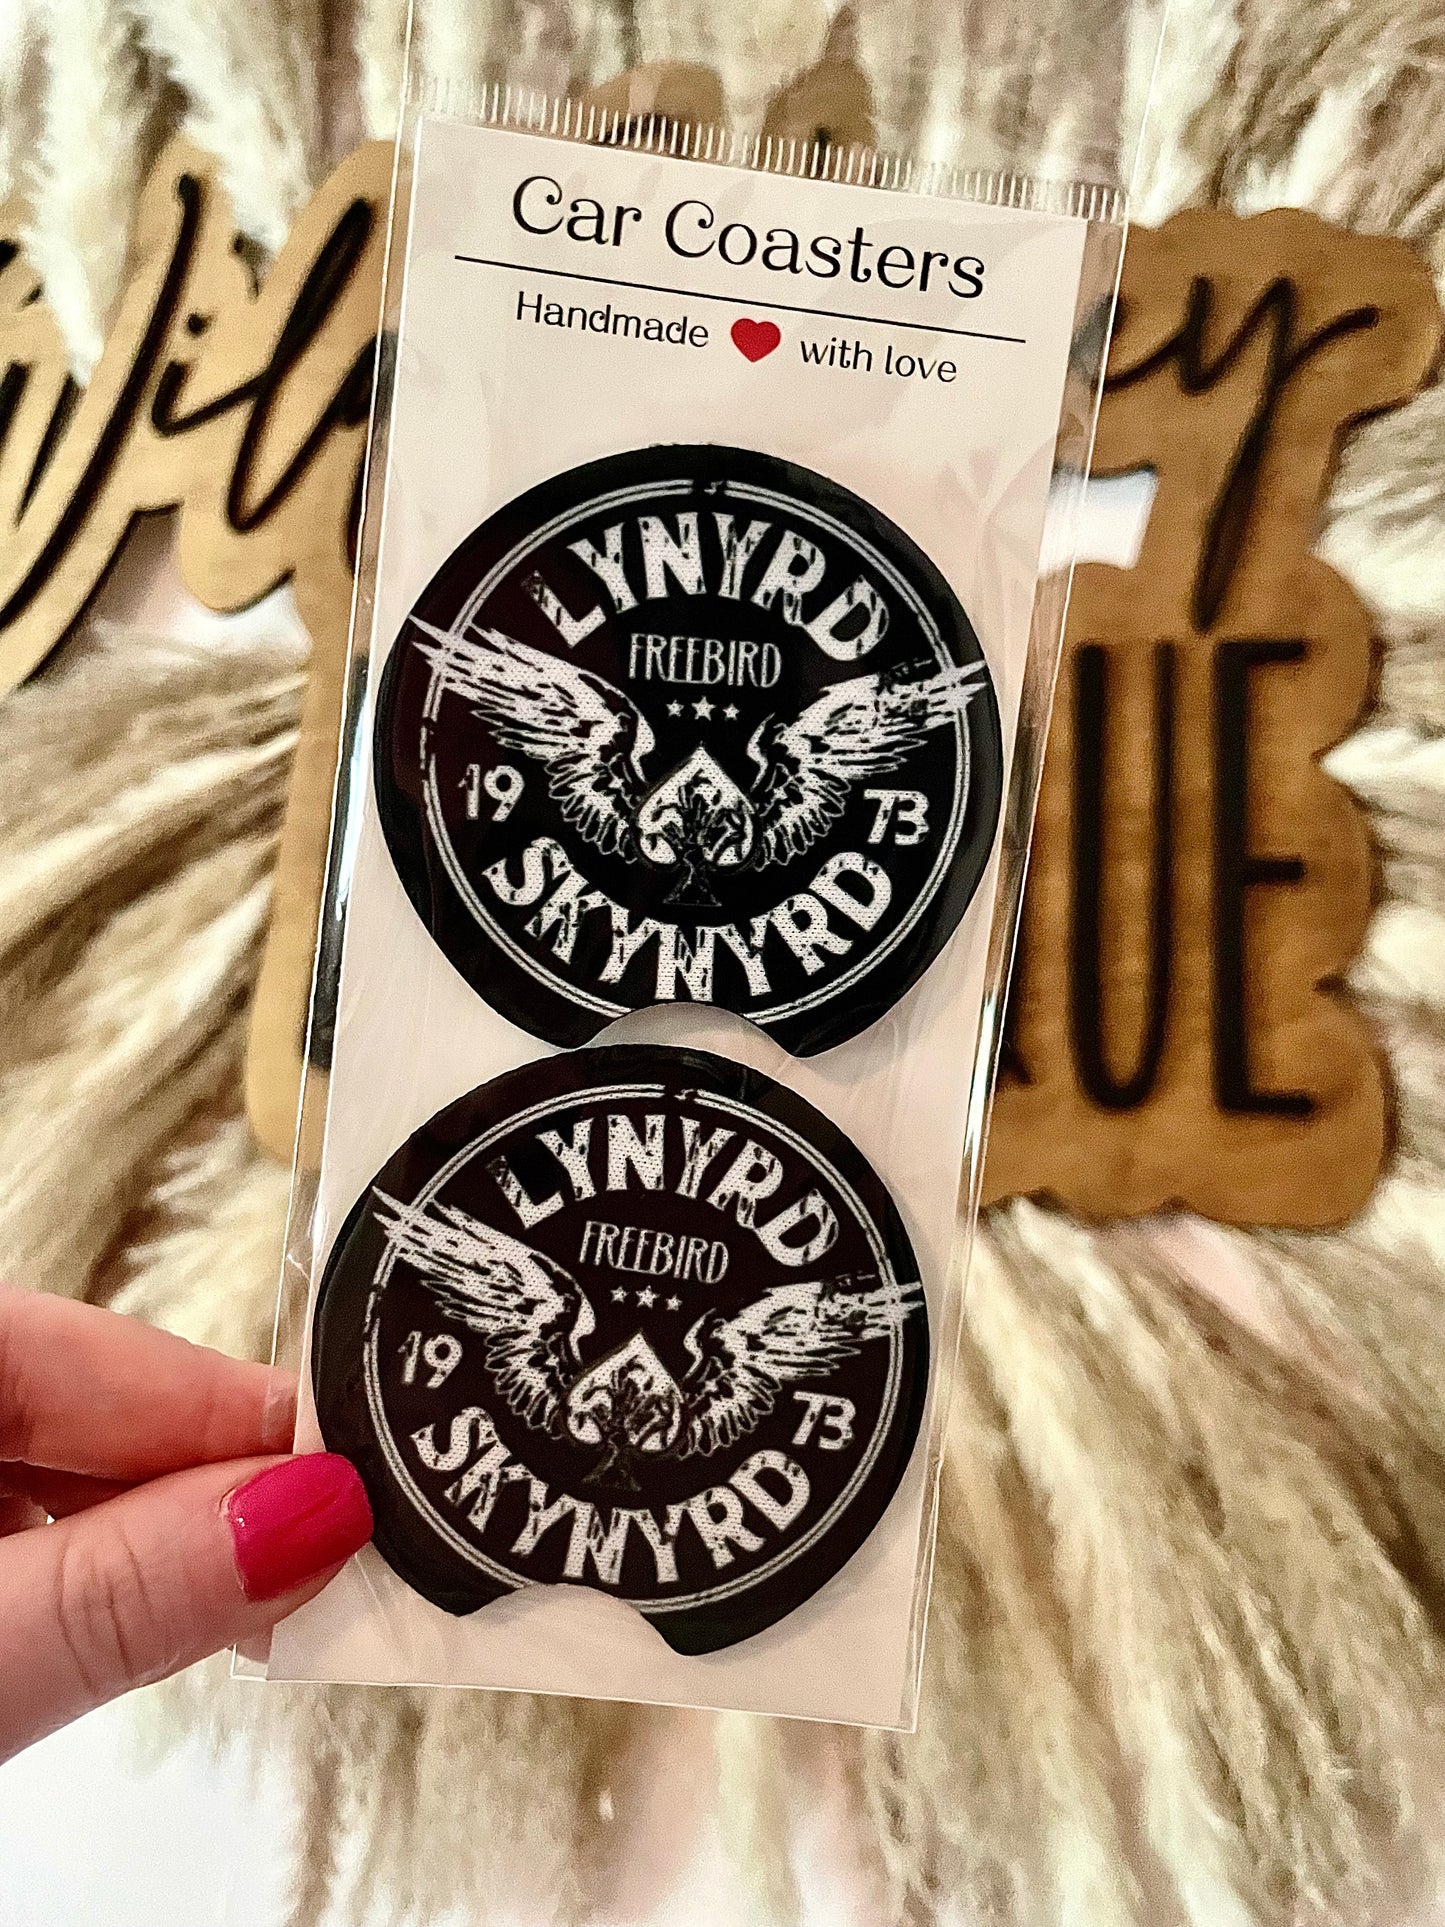 Car Coasters
Handmade with love
LYNYRD
FREEBIRD
19 73
SKYNYRD
LYNYRD
FREEBIRD
19 73
SKYNYRD